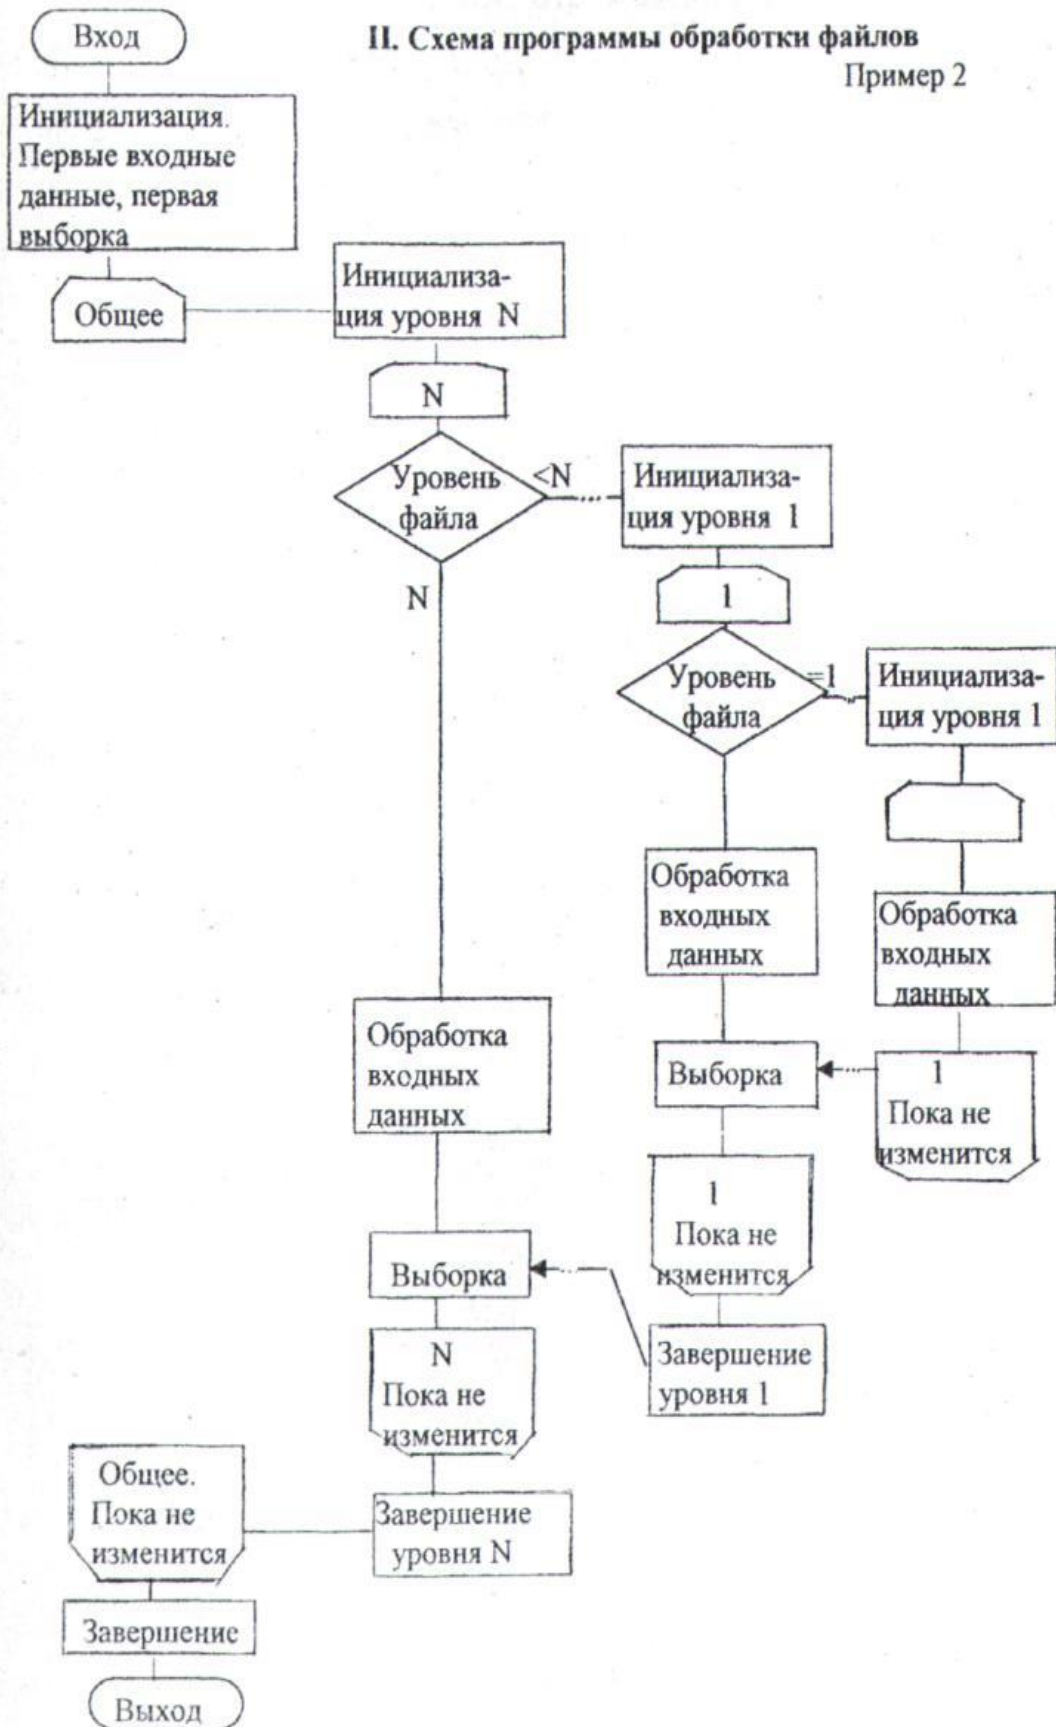 Вход
II. Схема программы обработки файлов
Пример 2
Инициализация.
Первые входные
данные, первая
выборка
Общее
Инициализа-
ция уровня N
N
Уровень
файла
<N
N
Инициализа-
ция уровня 1
1
Уровень
файла
=1
Инициализа-
ция уровня 1
Обработка
входных
данных
Обработка
входных
данных
Обработка
входных
данных
Выборка
1
Пока не
изменится
1
Пока не
изменится
Выборка
Завершение
уровня 1
N
Пока не
изменится
Общее.
Пока не
изменится
Завершение
уровня N
Завершение
Выход